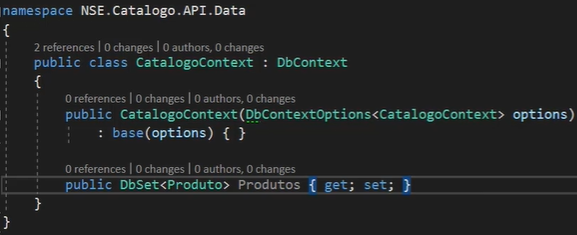 namespace NSE.Catalogo.API.Data
{
2 references | 0 changes | 0 authors, 0 changes
public class CatalogoContext : DbContext
{
0 references | 0 changes | 0 authors, 0 changes
public CatalogoContext(DbContextOptions<CatalogoContext> options)
: base(options) { }
0 references | 0 changes | 0 authors, 0 changes
public DbSet<Produto> Produtos { get; set; }
}
}